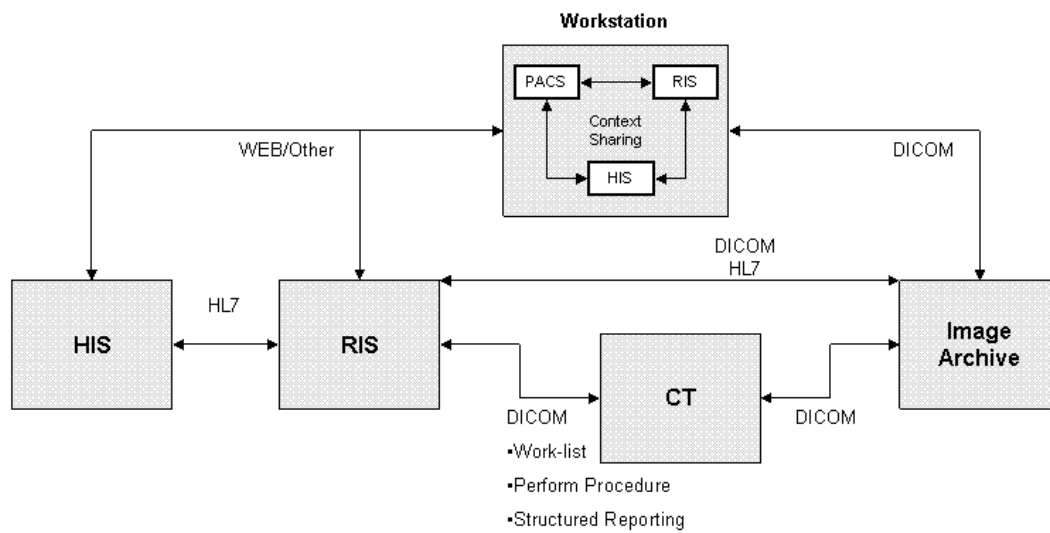 Workstation
PACS
RIS
Context
Sharing
HIS
WEB/Other
DICOM
DICOM
HL7
HL7
HIS
RIS
CT
Image
Archive
DICOM
DICOM
▪Work-list
▪Perform Procedure
▪Structured Reporting